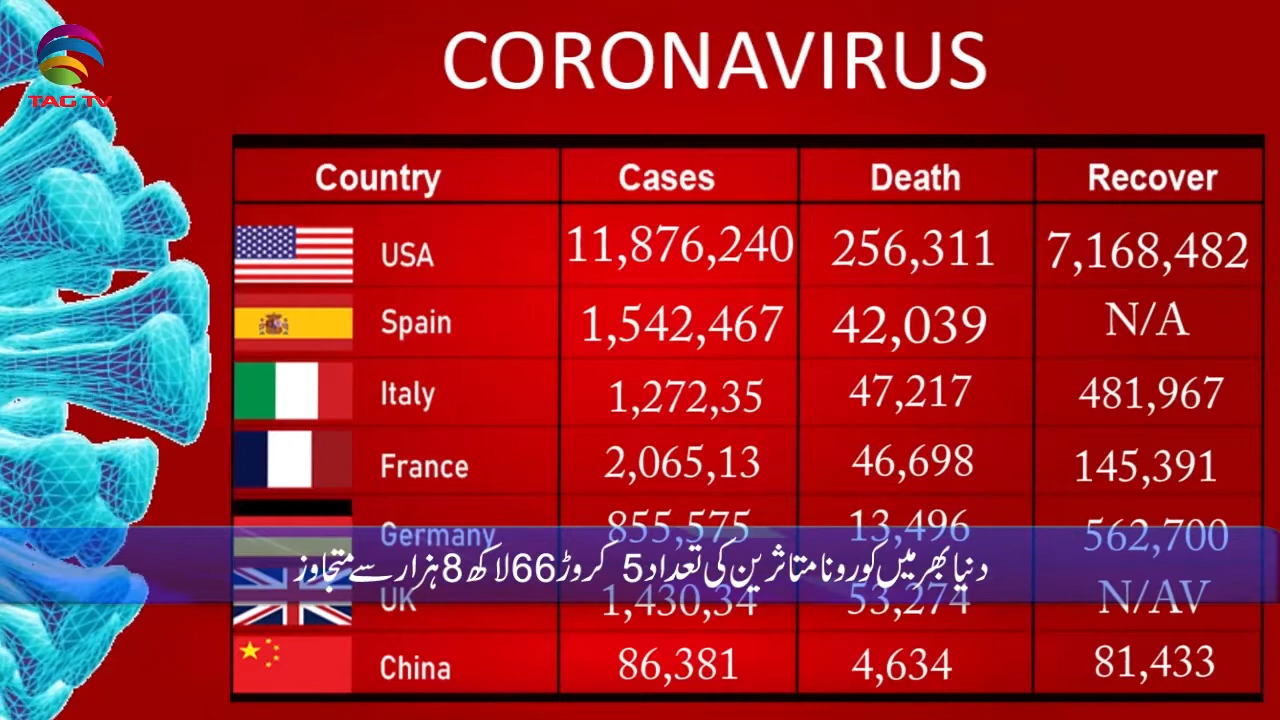 TAG TV
CORONAVIRUS
Country Cases Death Recover
USA 11,876,240 256,311 7,168,482
Spain 1,542,467 42,039 N/A
Italy 1,272,35 47,217 481,967
France 2,065,13 46,698 145,391
Germany 855,575 13,496 562,700
دنیا بھر میں کورونا متاثرین کی تعداد 5 کروڑ 66 لاکھ 8 ہزار سے متجاوز
UK 1,430,34 53,274 N/AV
China 86,381 4,634 81,433